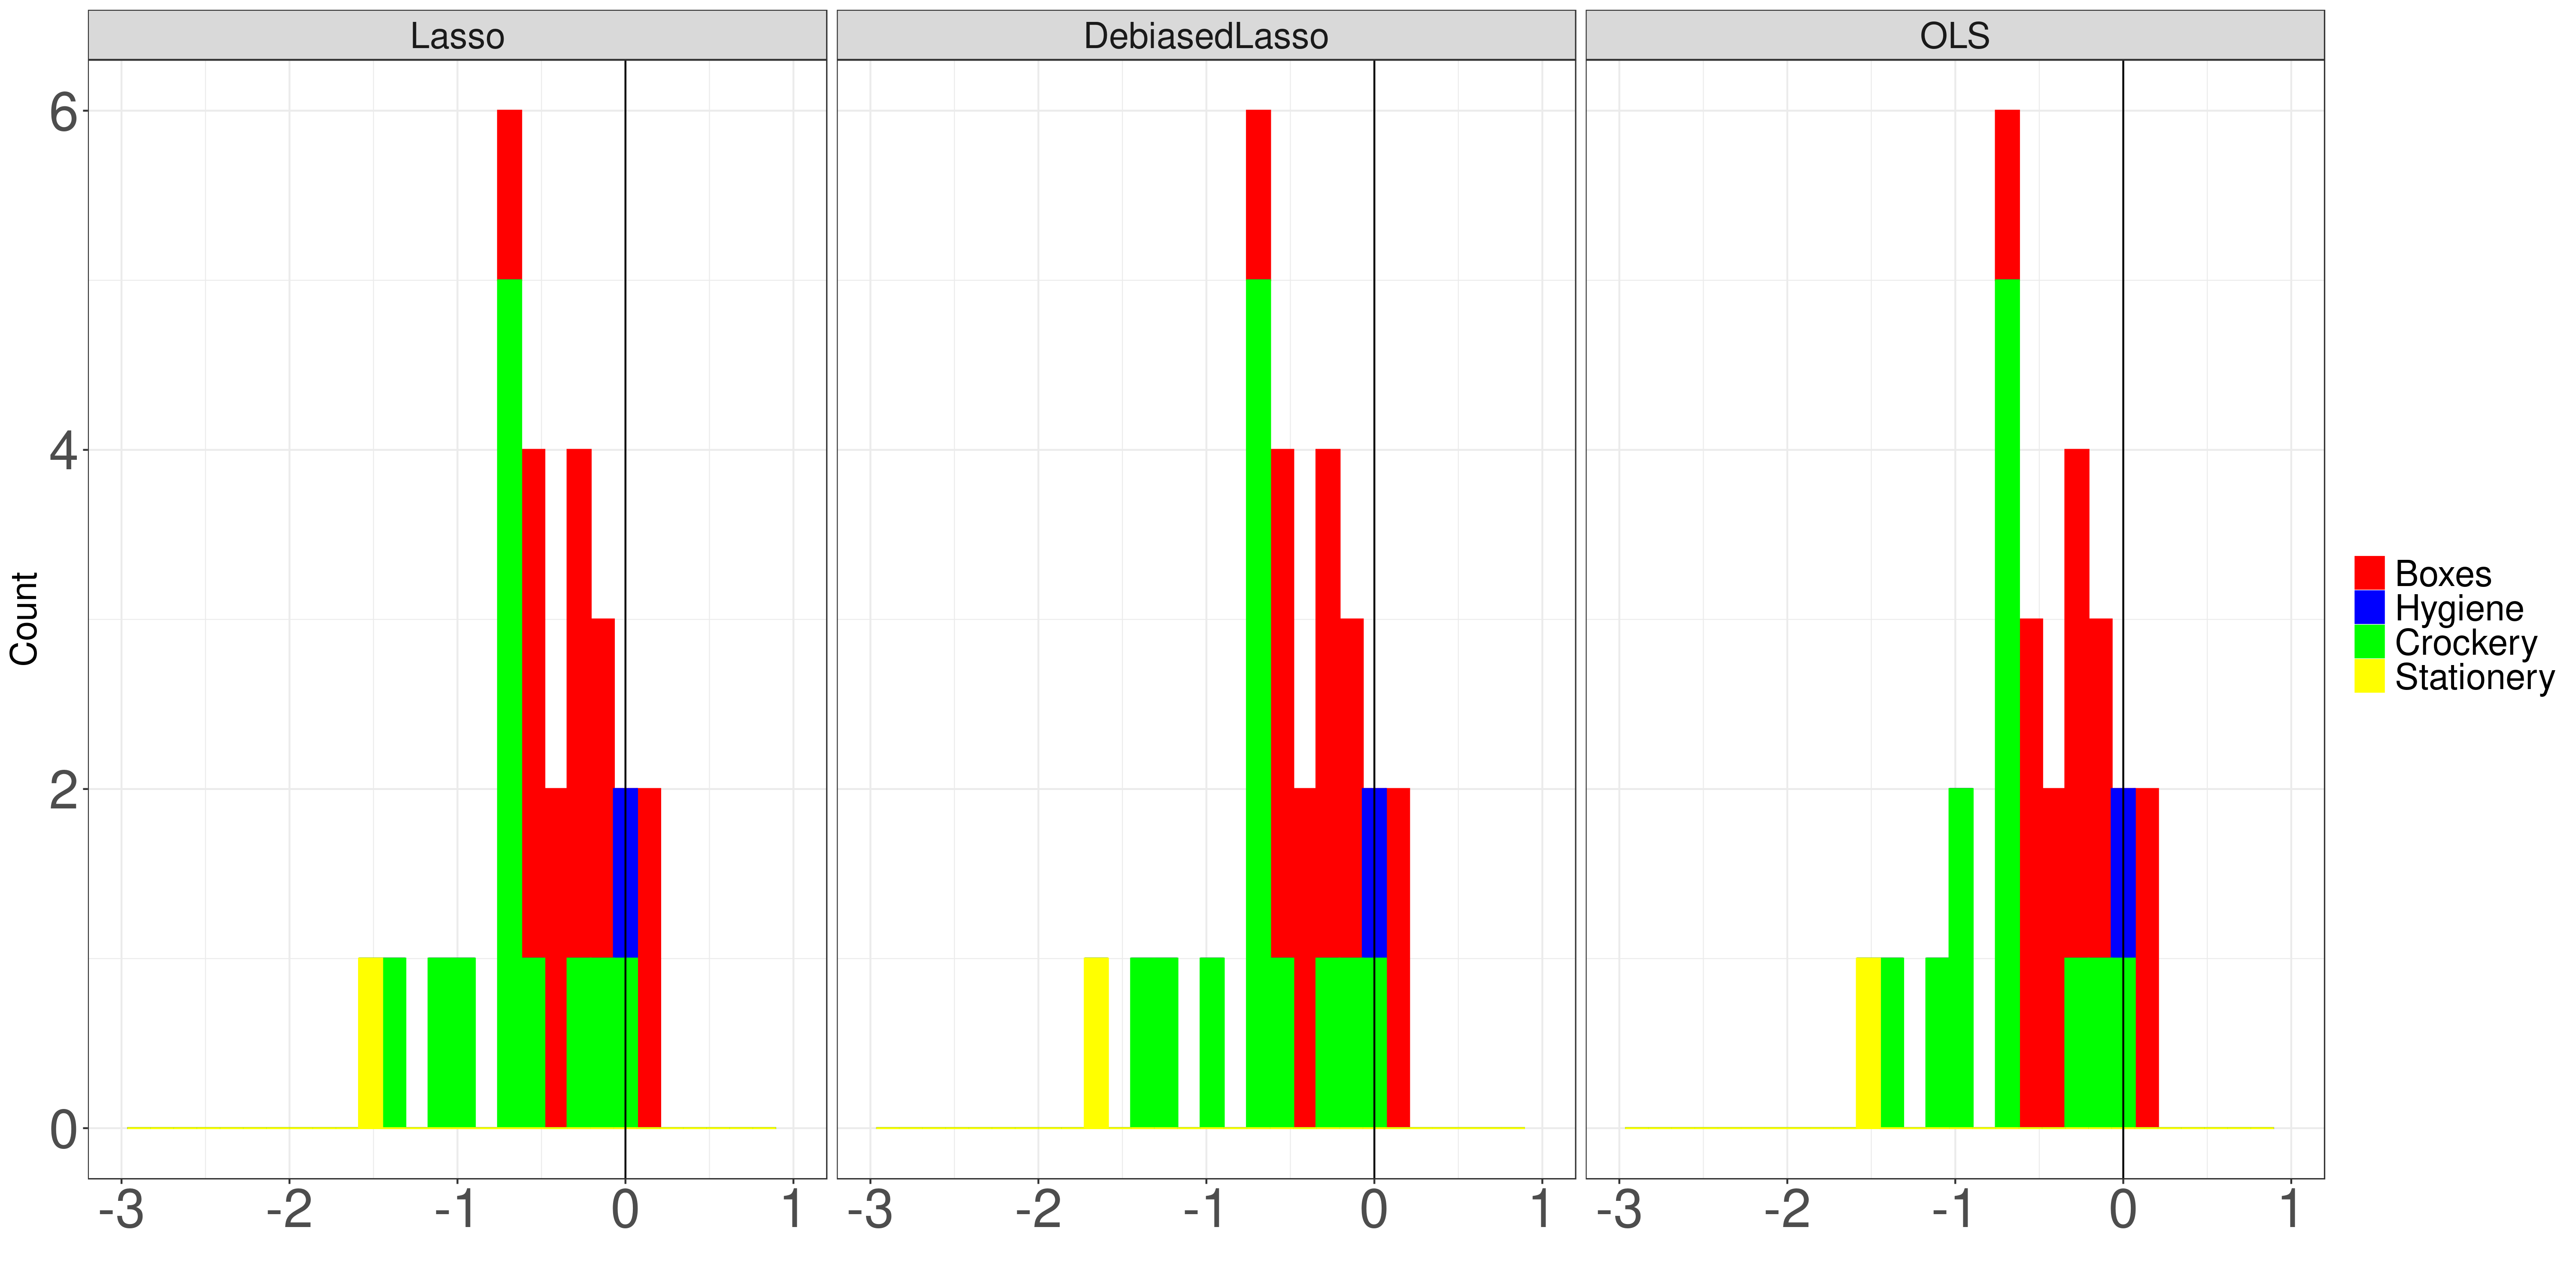 Lasso DebiasedLasso OLS
6
4
2
0
Count
Boxes
Hygiene
Crockery
Stationery
-3 -2 -1 0 1 -3 -2 -1 0 1 -3 -2 -1 0 1